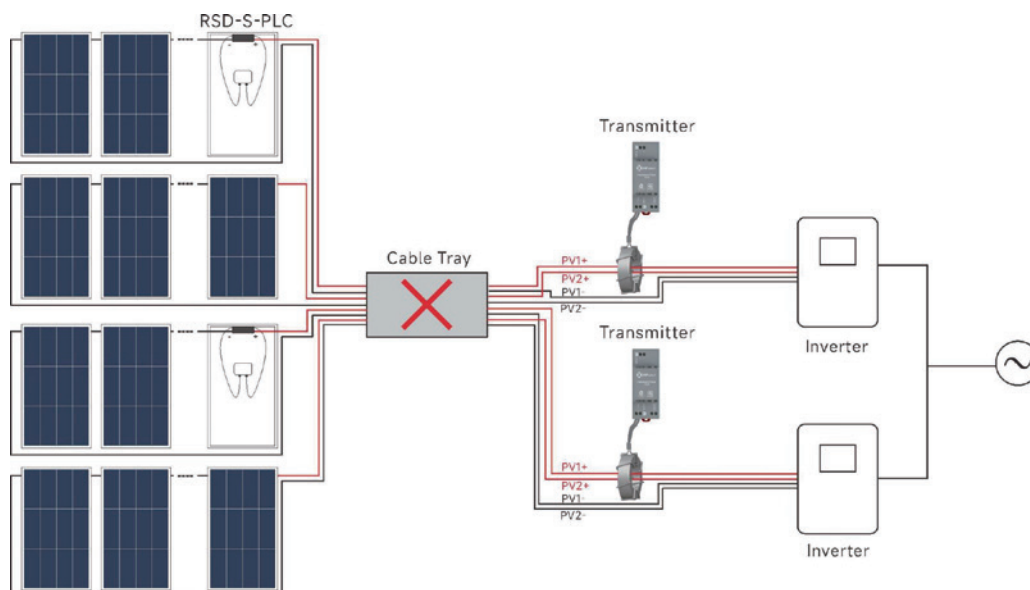 RSD-S-PLC
Transmitter
Cable Tray
PV1+
PV2+
PV1-
PV2-
Inverter
Transmitter
PV1+
PV2+
PV1-
PV2-
Inverter